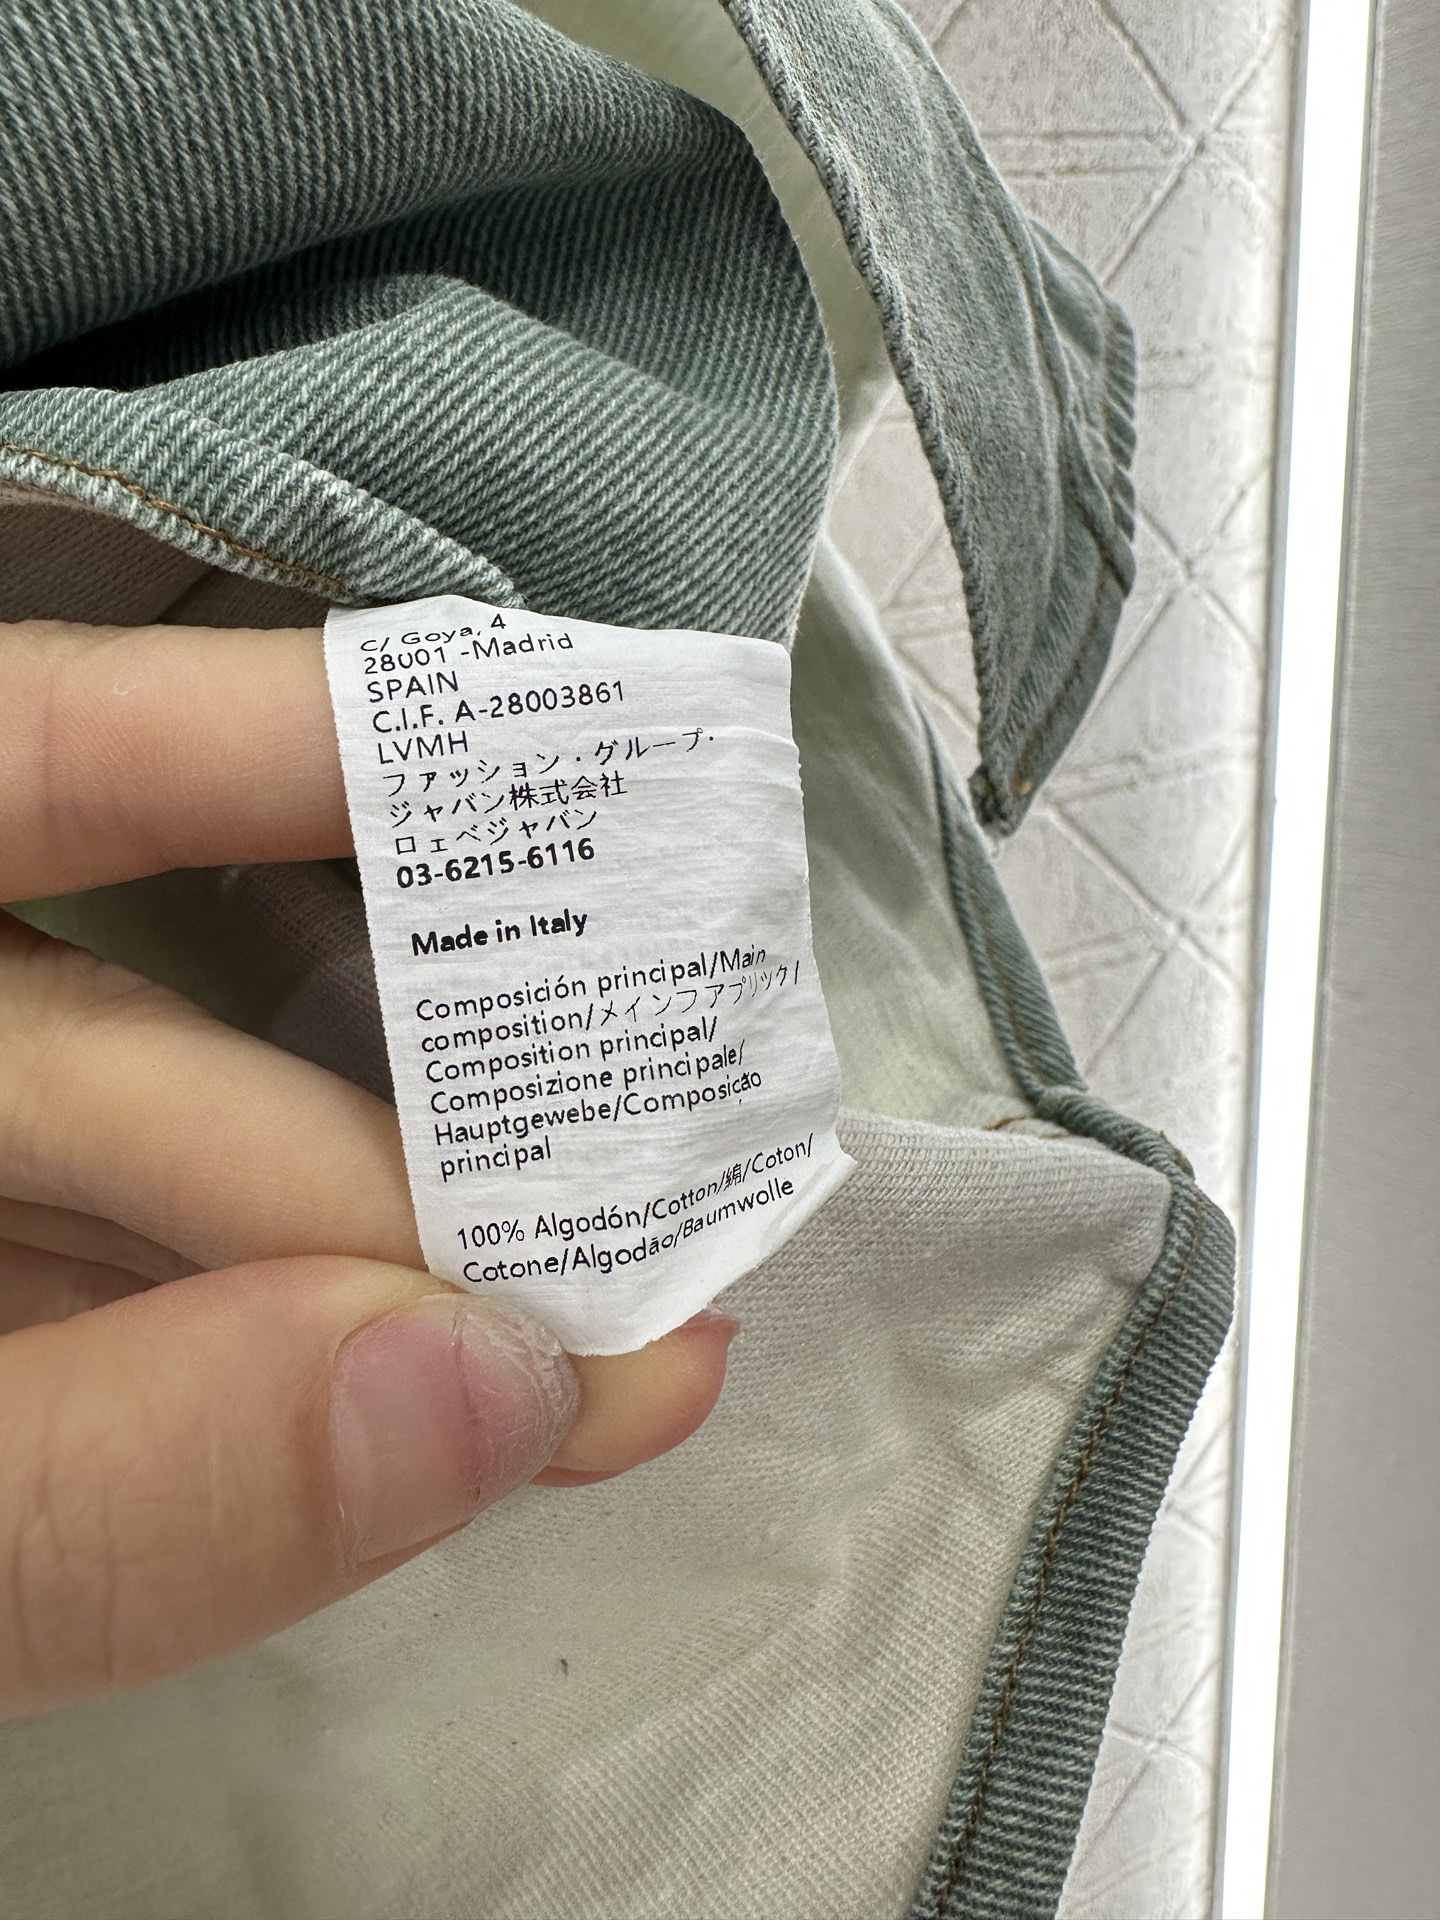 c/ Goya, 4
28001 -Madrid
SPAIN
C.I.F. A-28003861
LVMH
ファッション・グループ・
ジャパン株式会社
ロェベジャパン
03-6215-6116
Made in Italy
Composición principal/Main
composition/メインファブリック/
Composition principal/
Composizione principale/
Hauptgewebe/Composição
principal
100% Algodón/Cotton/綿/Coton/
Cotone/Algodão/Baumwolle